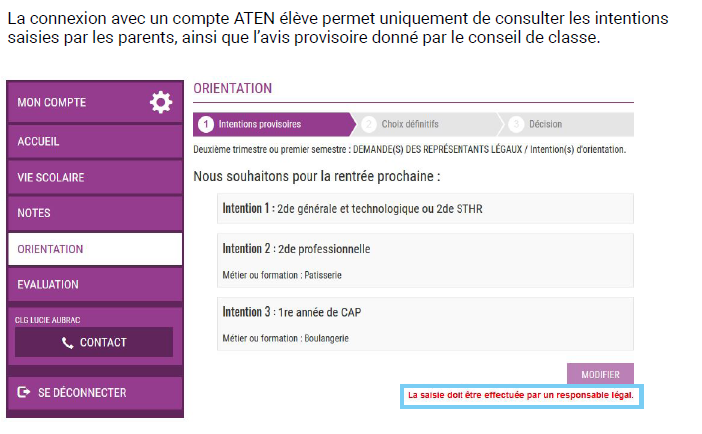 La connexion avec un compte ATEN élève permet uniquement de consulter les intentions
saisies par les parents, ainsi que l'avis provisoire donné par le conseil de classe.
MON COMPTE
ACCUEIL
VIE SCOLAIRE
NOTES
ORIENTATION
EVALUATION
CLG LUCIE AUBRAC
CONTACT
SE DÉCONNECTER
ORIENTATION
1 Intentions provisoires
2 Choix définitifs
3 Décision
Deuxième trimestre ou premier semestre : DEMANDE(S) DES REPRÉSENTANTS LÉGAUX / Intention(s) d'orientation.
Nous souhaitons pour la rentrée prochaine :
Intention 1 : 2de générale et technologique ou 2de STHR
Intention 2 : 2de professionnelle
Métier ou formation : Patisserie
Intention 3 : 1re année de CAP
Métier ou formation : Boulangerie
MODIFIER
La saisie doit être effectuée par un responsable légal.